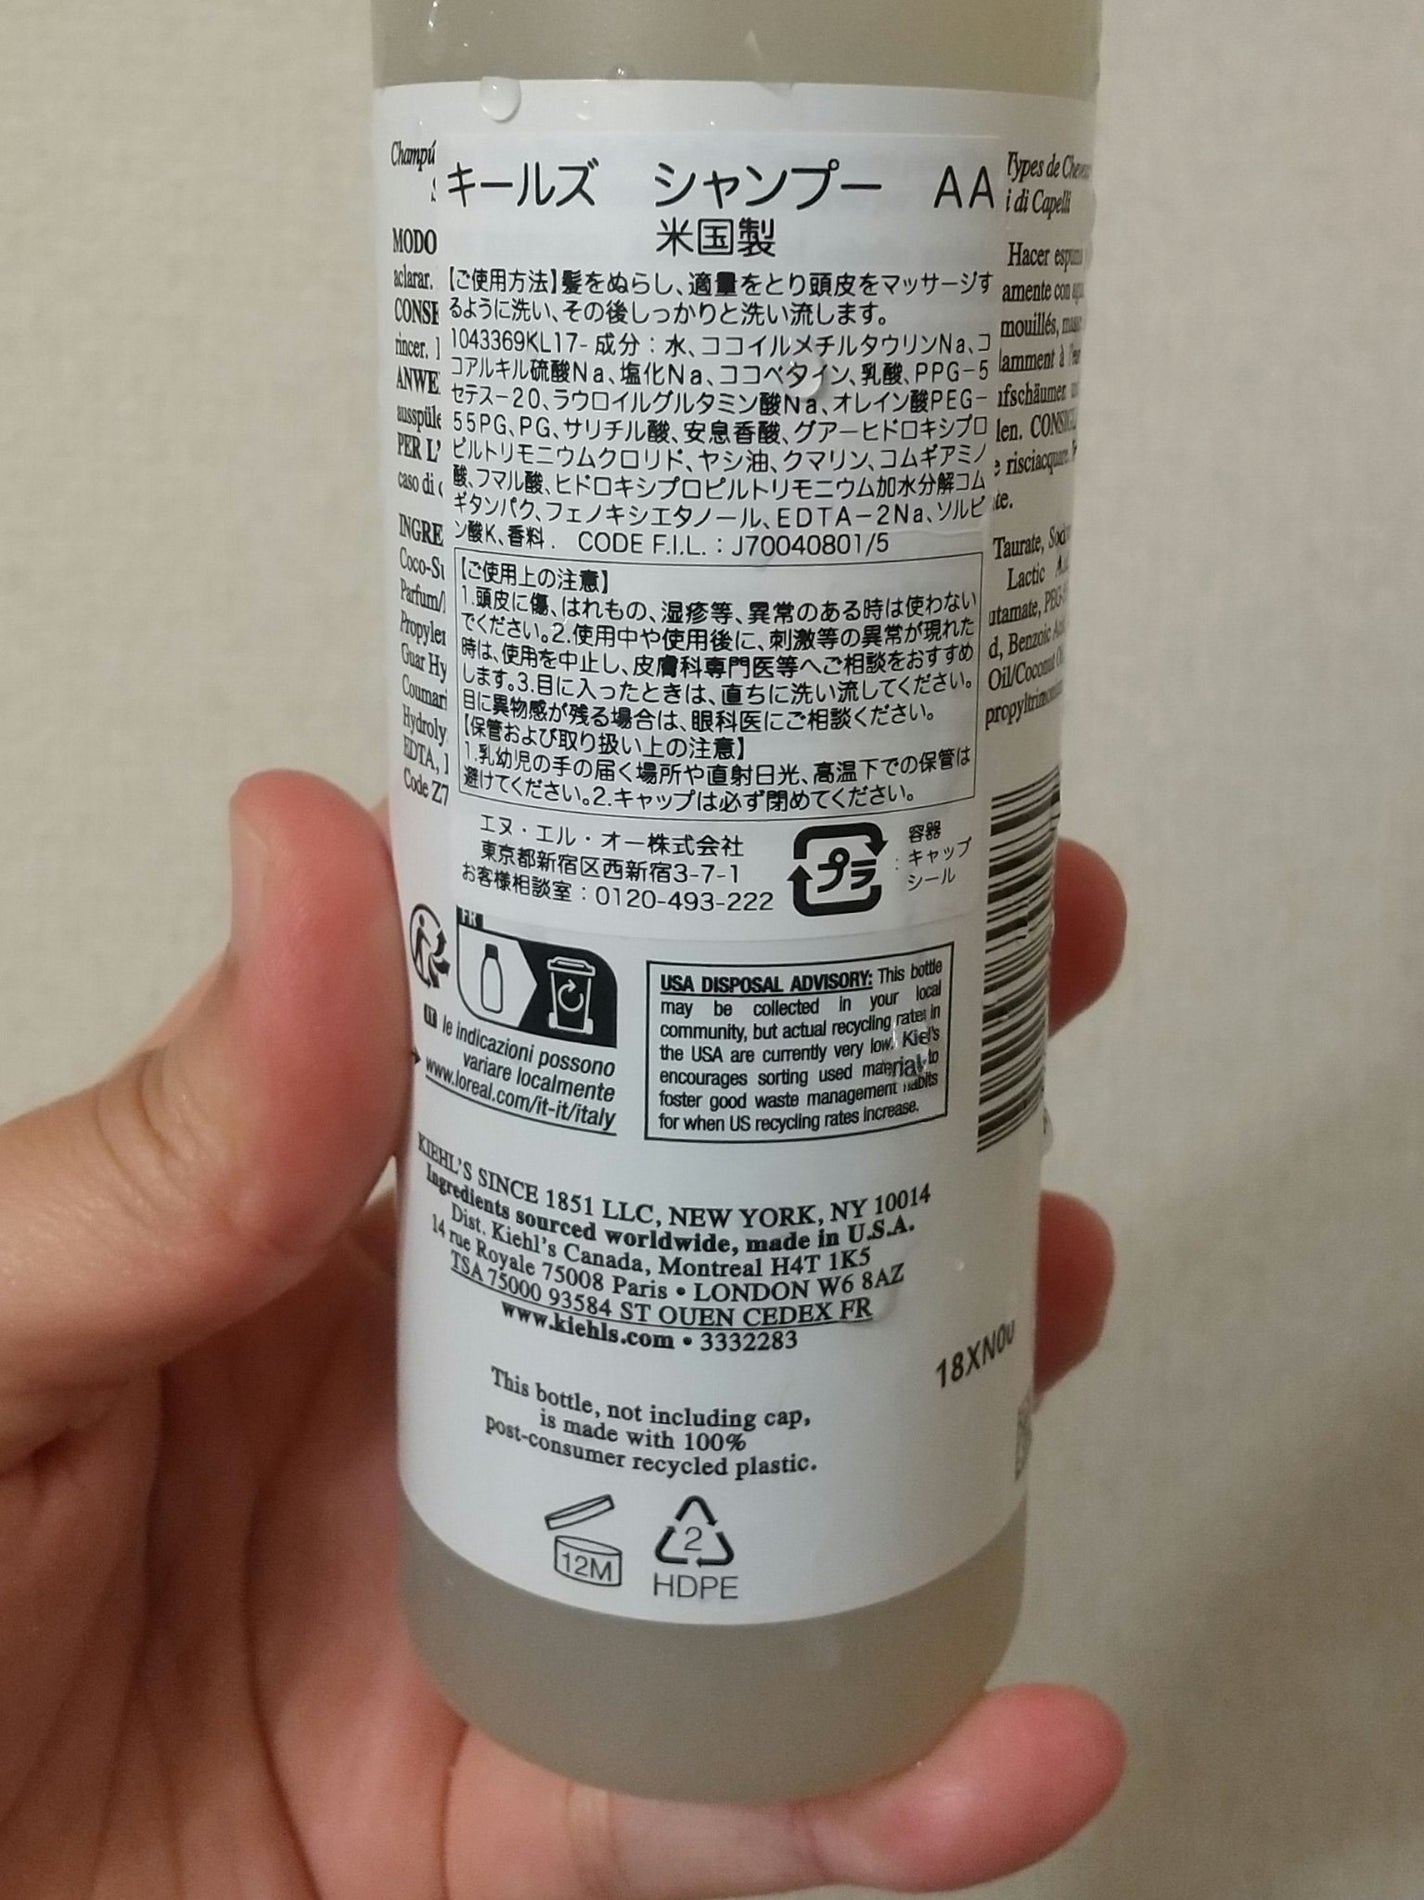 Champú
キールズ　シャンプー　AA
米国製
【ご使用方法】髪をぬらし、適量をとり頭皮をマッサージす
るように洗い、その後しっかりと洗い流します。
1043369KL17- 成分：水、ココイルメチルタウリンNa、コ
コアルキル硫酸Na、塩化Na、ココベタイン、乳酸、PPG-5
セテス-20、ラウロイルグルタミン酸Na、オレイン酸PEG-
55PG、PG、サリチル酸、安息香酸、グアーヒドロキシプロ
ピルトリモニウムクロリド、ヤシ油、クマリン、コムギアミノ
酸、フマル酸、ヒドロキシプロピルトリモニウム加水分解コム
ギタンパク、フェノキシエタノール、EDTA-2Na、ソルビ
ン酸K、香料. CODE F.I.L.：J70040801/5
【ご使用上の注意】
1.頭皮に傷、はれもの、湿疹等、異常のある時は使わない
でください。2.使用中や使用後に、刺激等の異常が現れた
時は、使用を中止し、皮膚科専門医等へご相談をおすすめ
します。3.目に入ったときは、直ちに洗い流してください。
目に異物感が残る場合は、眼科医にご相談ください。
【保管および取り扱い上の注意】
1.乳幼児の手の届く場所や直射日光、高温下での保管は
避けてください。2.キャップは必ず閉めてください。
エヌ・エル・オー株式会社
東京都新宿区西新宿3-7-1
お客様相談室：0120-493-222
プラ
容器
：キャップ
シール
MODO
aclarar.
rincer.
PER L'
caso di
Types de
i di Capelli
Hacer
amente con
mouillés,
len.
e risciacquare.
Taurate,
Lactic
d, Benzoic
Oil/Coconut
FR
IT le indicazioni possono
variare localmente
www.loreal.com/it-it/italy
USA DISPOSAL ADVISORY: This bottle
may be collected in your local
community, but actual recycling rates in
the USA are currently very low. Kiel's
encourages sorting used material to
foster good waste management habits
for when US recycling rates increase.
KIEHL'S SINCE 1851 LLC, NEW YORK, NY 10014
Ingredients sourced worldwide, made in U.S.A.
Dist. Kiehl's Canada, Montreal H4T 1K5
14 rue Royale 75008 Paris • LONDON W6 8AZ
TSA 75000 93584 ST OUEN CEDEX FR
www.kiehls.com • 3332283
18XN0U
This bottle, not including cap,
is made with 100%
post-consumer recycled plastic.
12M
2
HDPE